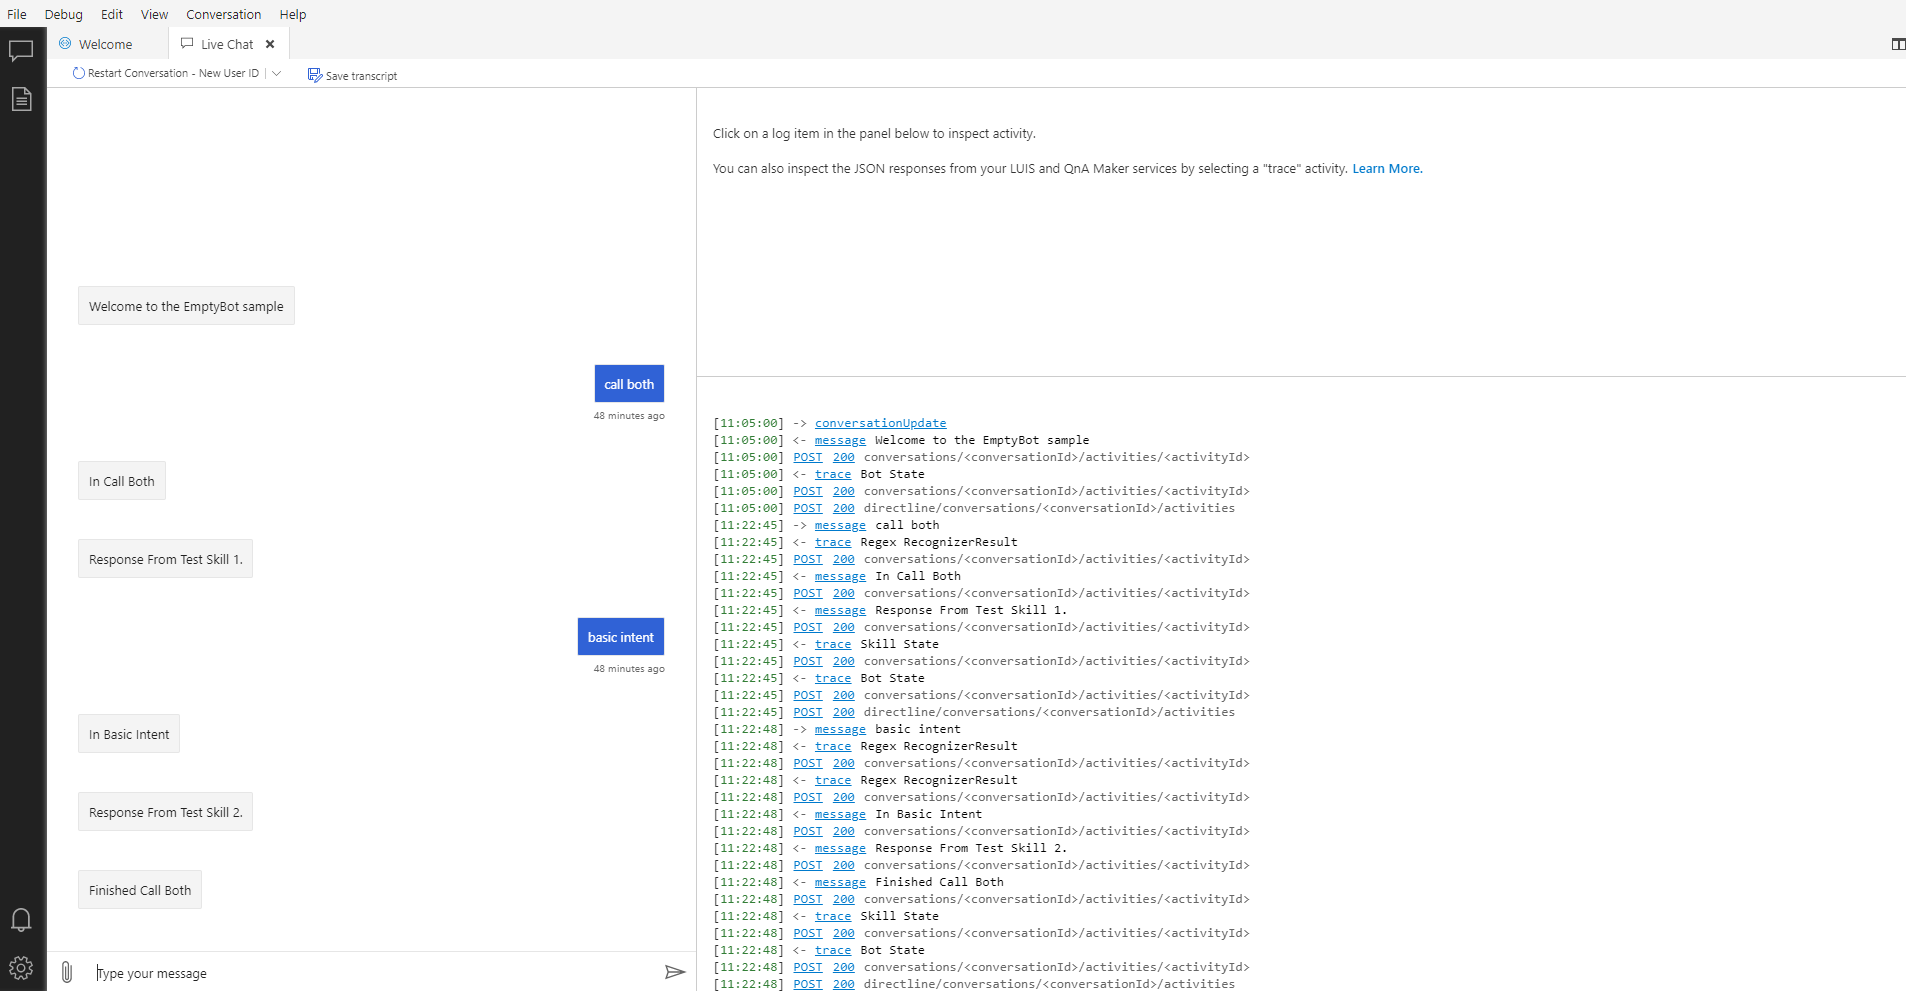 File Debug Edit View Conversation Help
Welcome Live Chat
Restart Conversation - New User ID Save transcript
Welcome to the EmptyBot sample
call both
48 minutes ago
In Call Both
Response From Test Skill 1.
basic intent
48 minutes ago
In Basic Intent
Response From Test Skill 2.
Finished Call Both
Type your message
Click on a log item in the panel below to inspect activity.
You can also inspect the JSON responses from your LUIS and QnA Maker services by selecting a "trace" activity. Learn More.
[11:05:00] -> conversationUpdate
[11:05:00] <- message Welcome to the EmptyBot sample
[11:05:00] POST 200 conversations/<conversationId>/activities/<activityId>
[11:05:00] <- trace Bot State
[11:05:00] POST 200 conversations/<conversationId>/activities/<activityId>
[11:05:00] POST 200 directline/conversations/<conversationId>/activities
[11:22:45] -> message call both
[11:22:45] <- trace Regex RecognizerResult
[11:22:45] POST 200 conversations/<conversationId>/activities/<activityId>
[11:22:45] <- message In Call Both
[11:22:45] POST 200 conversations/<conversationId>/activities/<activityId>
[11:22:45] <- message Response From Test Skill 1.
[11:22:45] POST 200 conversations/<conversationId>/activities/<activityId>
[11:22:45] <- trace Skill State
[11:22:45] POST 200 conversations/<conversationId>/activities/<activityId>
[11:22:45] <- trace Bot State
[11:22:45] POST 200 conversations/<conversationId>/activities/<activityId>
[11:22:45] POST 200 directline/conversations/<conversationId>/activities
[11:22:48] -> message basic intent
[11:22:48] <- trace Regex RecognizerResult
[11:22:48] POST 200 conversations/<conversationId>/activities/<activityId>
[11:22:48] <- trace Regex RecognizerResult
[11:22:48] POST 200 conversations/<conversationId>/activities/<activityId>
[11:22:48] <- message In Basic Intent
[11:22:48] POST 200 conversations/<conversationId>/activities/<activityId>
[11:22:48] <- message Response From Test Skill 2.
[11:22:48] POST 200 conversations/<conversationId>/activities/<activityId>
[11:22:48] <- message Finished Call Both
[11:22:48] POST 200 conversations/<conversationId>/activities/<activityId>
[11:22:48] <- trace Skill State
[11:22:48] POST 200 conversations/<conversationId>/activities/<activityId>
[11:22:48] <- trace Bot State
[11:22:48] POST 200 conversations/<conversationId>/activities/<activityId>
[11:22:48] POST 200 directline/conversations/<conversationId>/activities